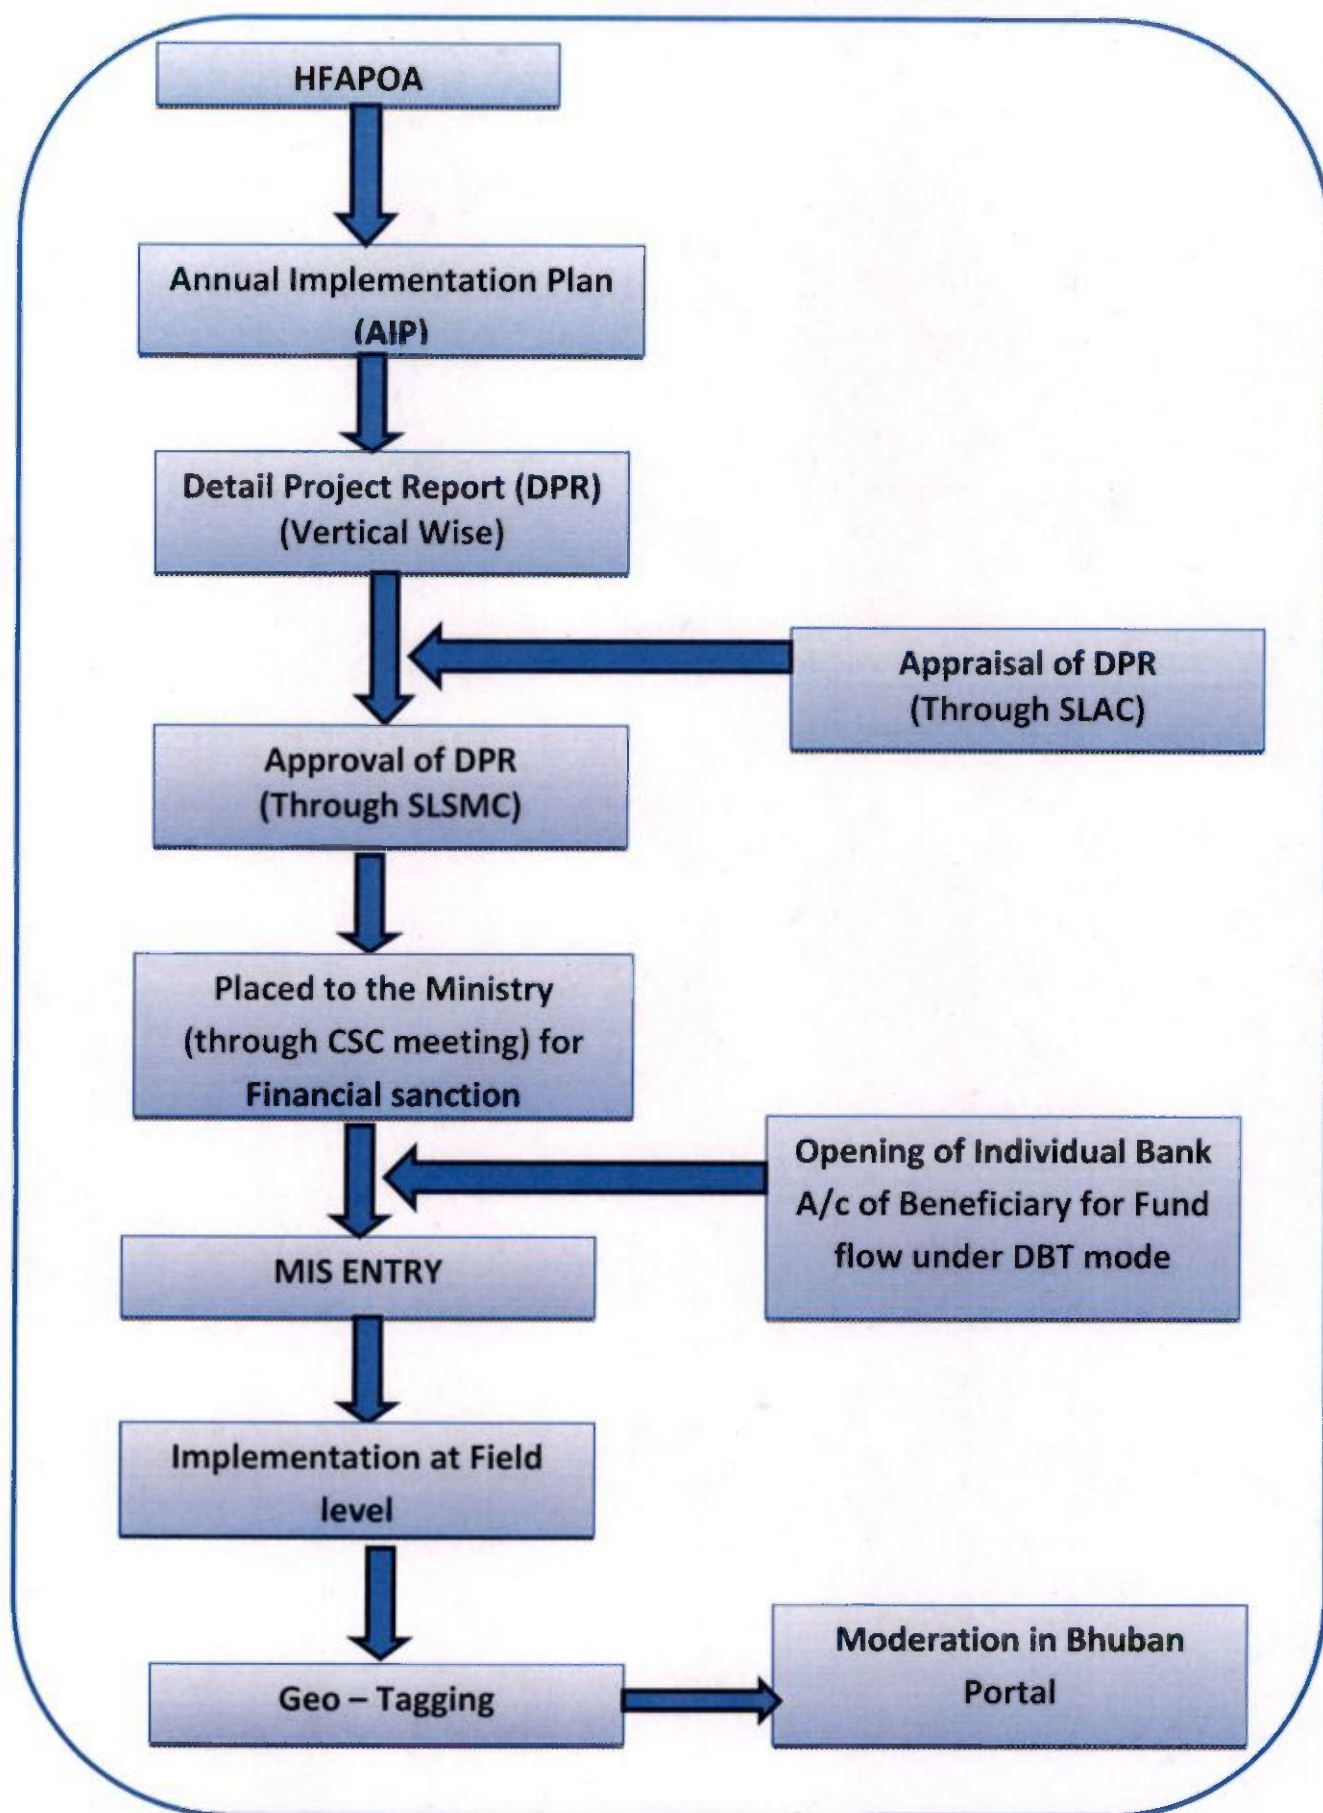 HFAPOA
Annual Implementation Plan
(AIP)
Detail Project Report (DPR)
(Vertical Wise)
Appraisal of DPR
(Through SLAC)
Approval of DPR
(Through SLSMC)
Placed to the Ministry
(through CSC meeting) for
Financial sanction
Opening of Individual Bank
A/c of Beneficiary for Fund
flow under DBT mode
MIS ENTRY
Implementation at Field
level
Geo – Tagging
Moderation in Bhuban
Portal